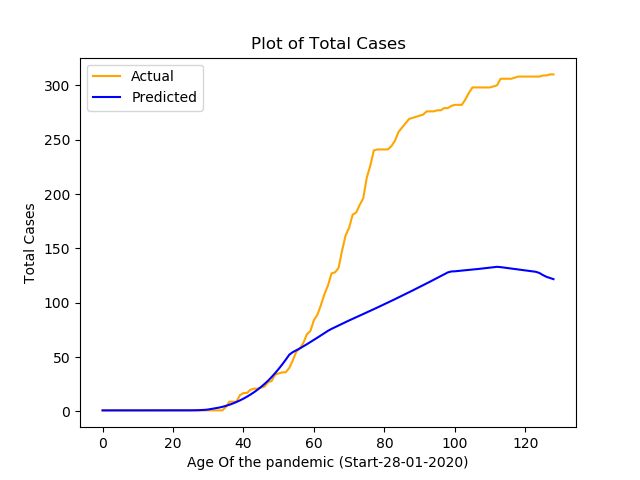 Plot of Total Cases
Actual
Predicted
300
250
200
150
100
50
0
Total Cases
0 20 40 60 80 100 120
Age Of the pandemic (Start-28-01-2020)